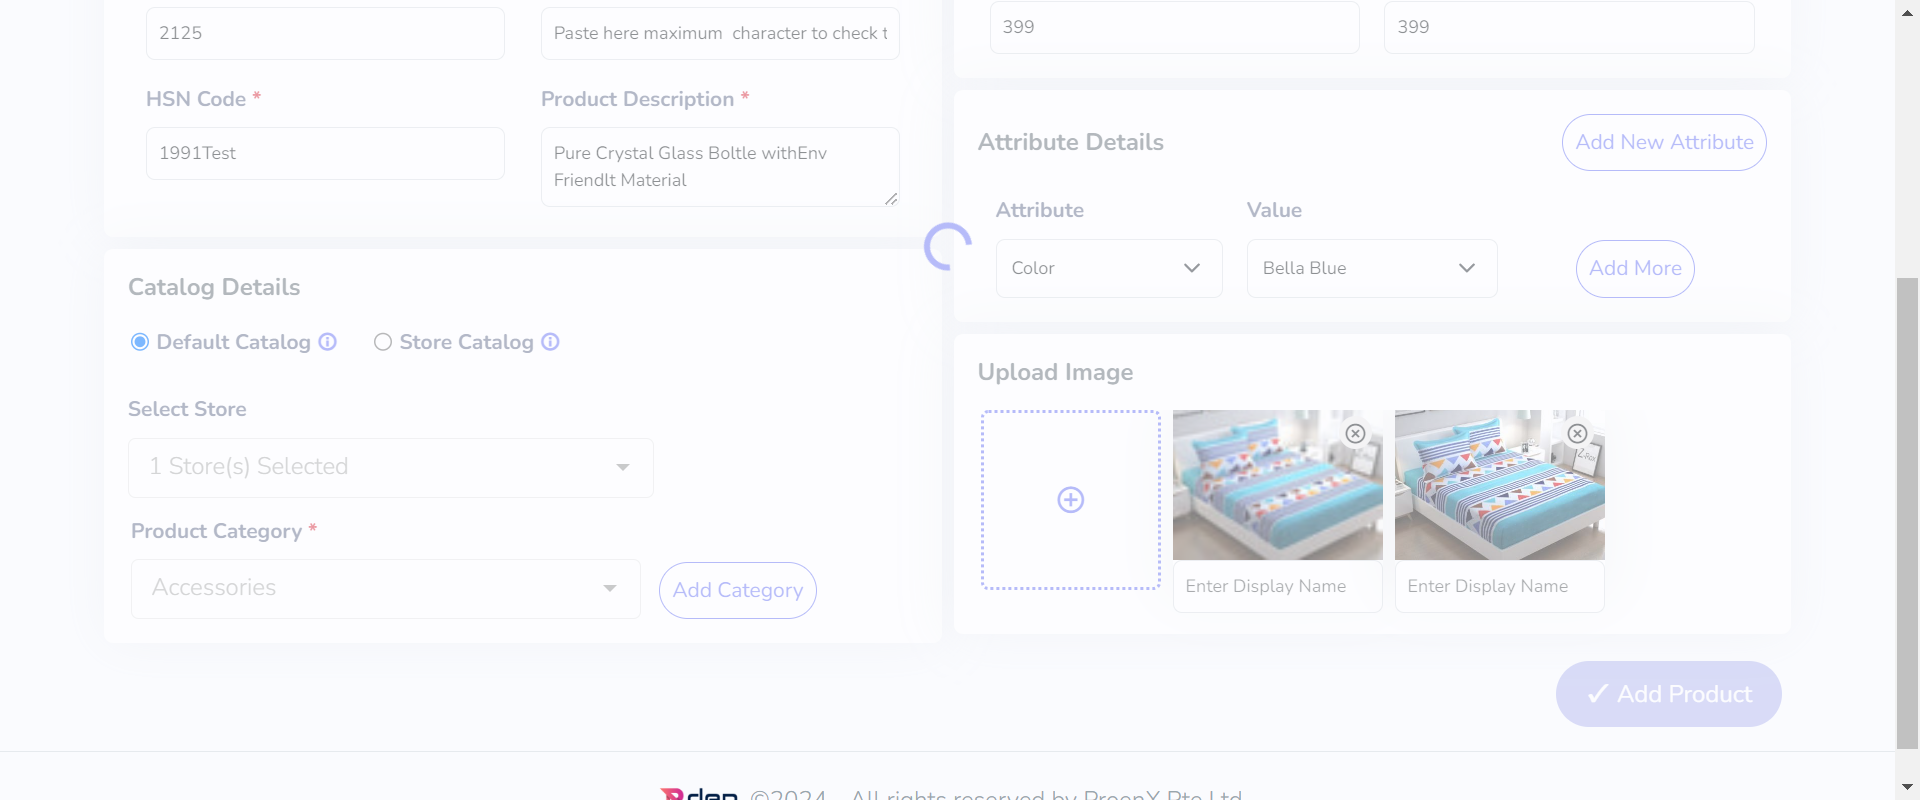 2125
Paste here maximum  character to check t
399
399
HSN Code *
Product Description *
1991Test
Pure Crystal Glass Boltle withEnv
Friendlt Material
Attribute Details
Add New Attribute
Attribute
Value
Color
Bella Blue
Add More
Catalog Details
Default Catalog
Store Catalog
Select Store
1 Store(s) Selected
Product Category *
Accessories
Add Category
Upload Image
Enter Display Name
Enter Display Name
✓ Add Product
©2024 All rights reserved by ProenX Pte Ltd